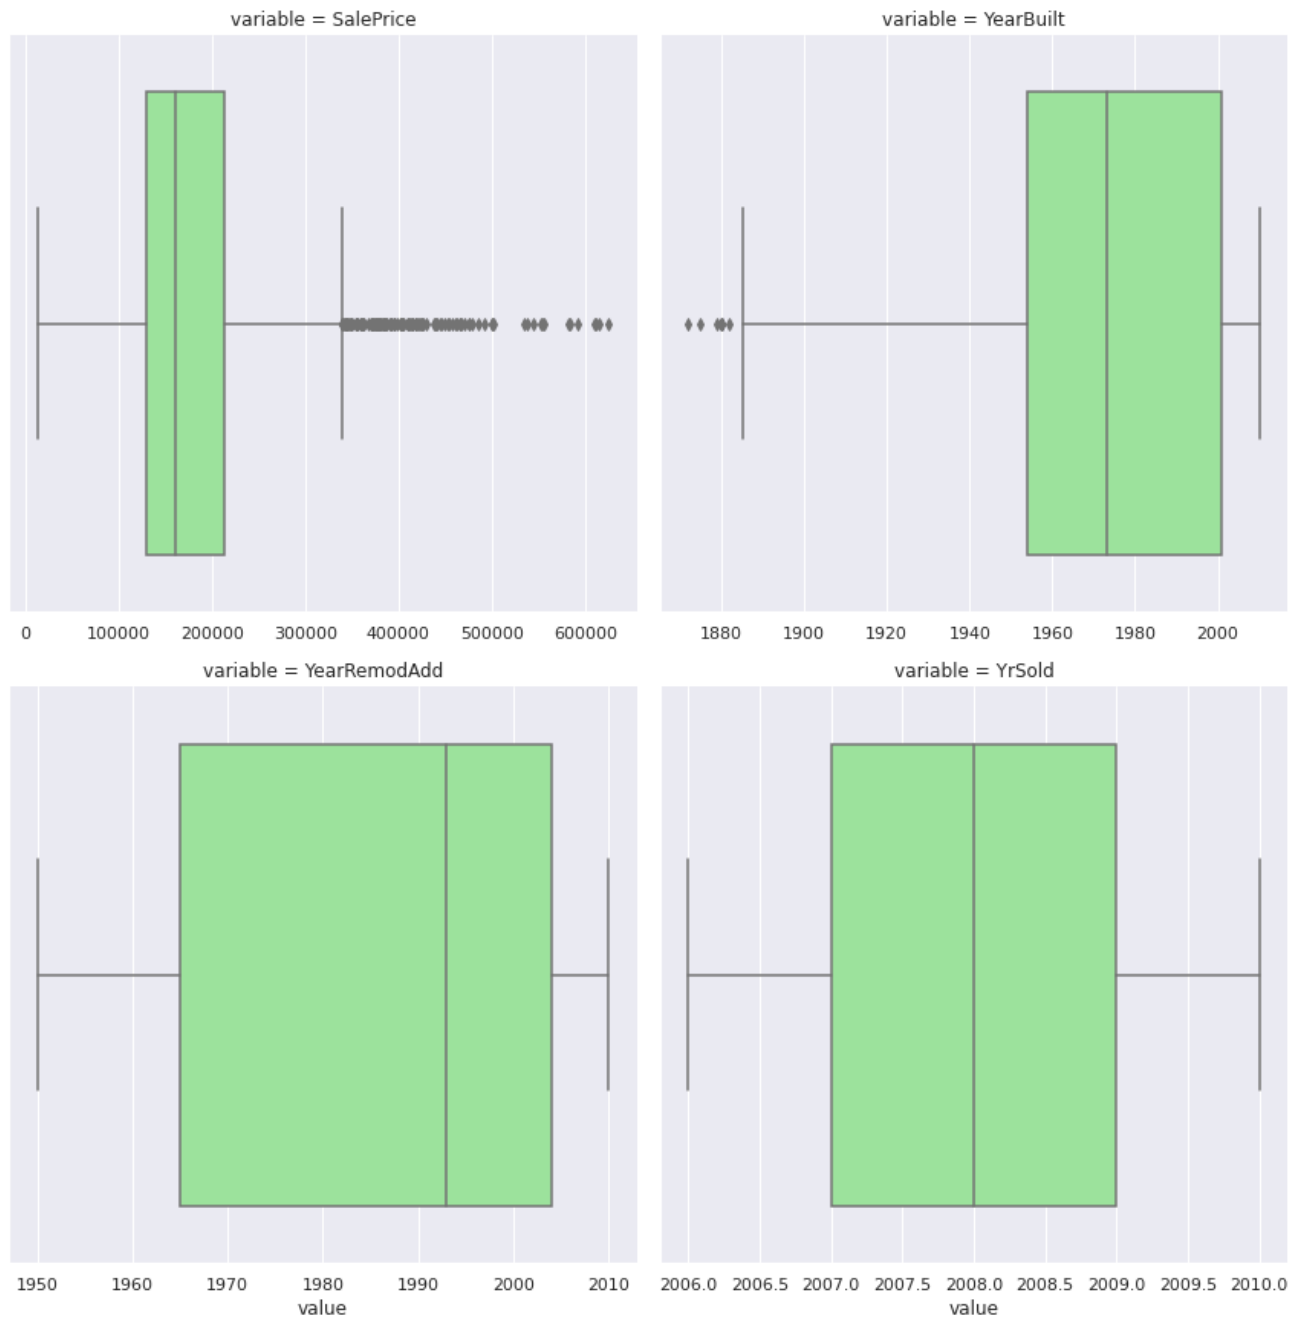 variable = SalePrice
variable = YearBuilt
0 100000 200000 300000 400000 500000 600000
1880 1900 1920 1940 1960 1980 2000
variable = YearRemodAdd
variable = YrSold
1950 1960 1970 1980 1990 2000 2010
2006.0 2006.5 2007.0 2007.5 2008.0 2008.5 2009.0 2009.5 2010.0
value
value